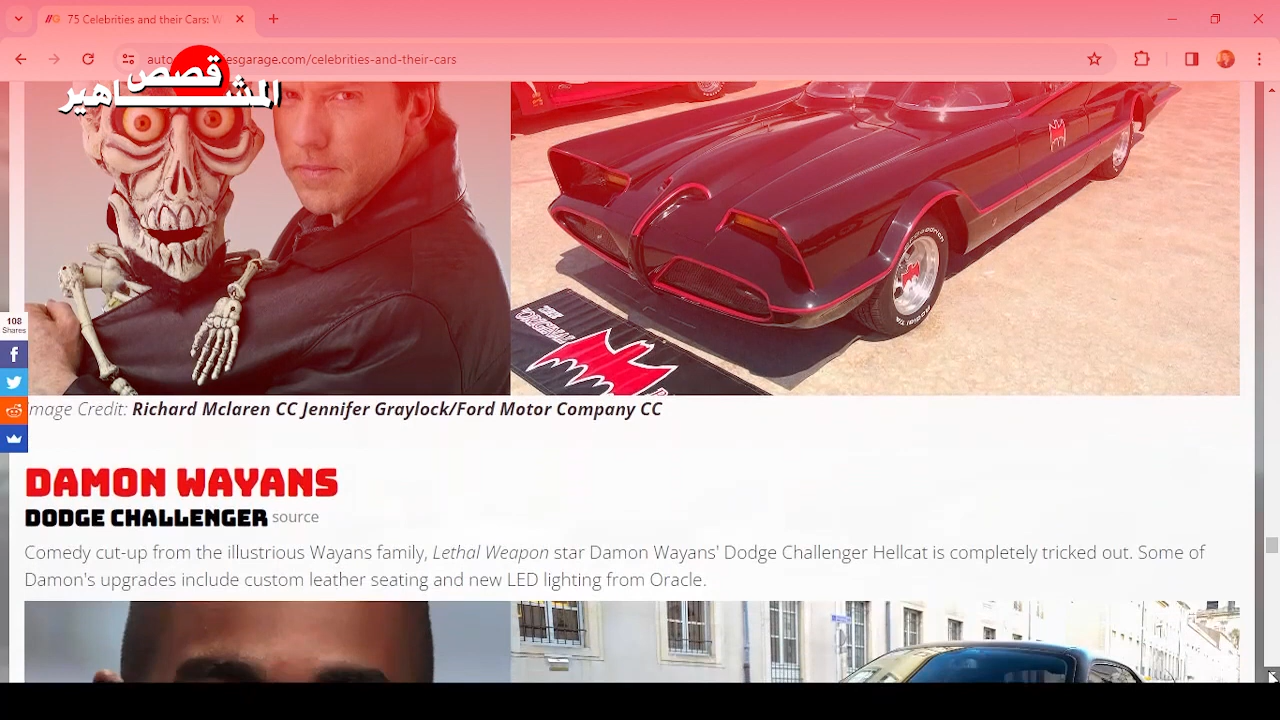 75 Celebrities and their Cars: W
esgarage.com/celebrities-and-their-cars
قصص
المشاهير
THE ORIGINAL
108
Shares
Image Credit: Richard Mclaren CC Jennifer Graylock/Ford Motor Company CC
DAMON WAYANS
DODGE CHALLENGER source
Comedy cut-up from the illustrious Wayans family, Lethal Weapon star Damon Wayans' Dodge Challenger Hellcat is completely tricked out. Some of
Damon's upgrades include custom leather seating and new LED lighting from Oracle.